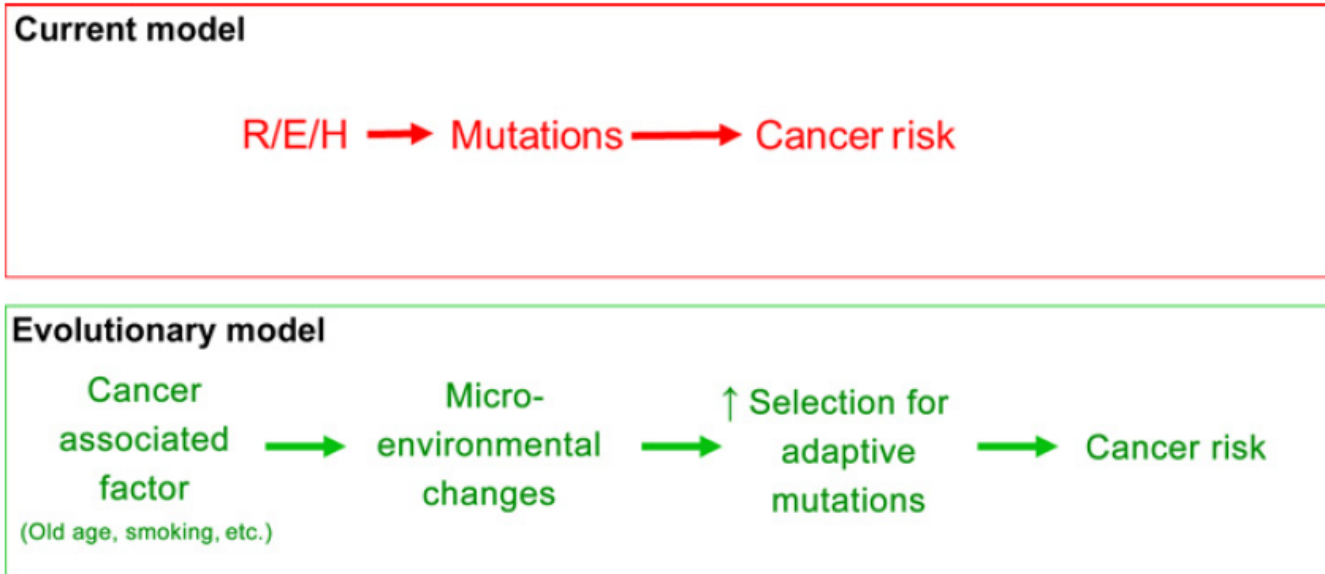 Current model
R/E/H Mutations Cancer risk
Evolutionary model
Cancer
associated
factor
(Old age, smoking, etc.)
Micro-
environmental
changes
↑ Selection for
adaptive
mutations
Cancer risk